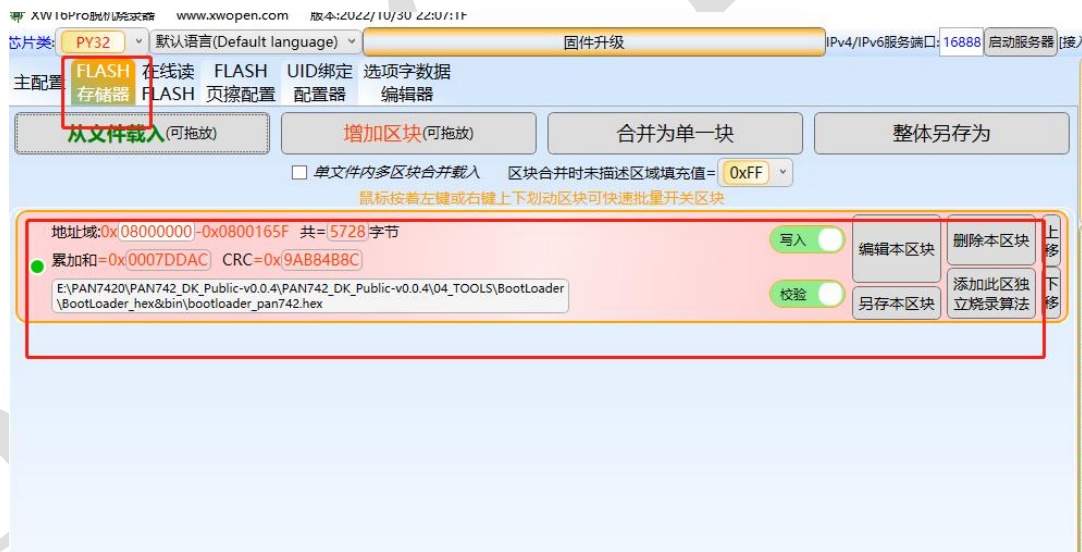 XW16Pro脱机烧录器 www.xwopen.com 版本:2022/10/30 22:07:1F
芯片类: PY32 默认语言(Default language) 固件升级 IPv4/IPv6服务端口: 16888 启动服务器 [接入
主配置 FLASH 在线读 FLASH UID绑定 选项字数据
存储器 FLASH 页擦配置 配置器 编辑器
从文件载入(可拖放) 增加区块(可拖放) 合并为单一块 整体另存为
单文件内多区块合并载入 区块合并时未描述区域填充值= 0xFF
鼠标按着左键或右键上下划动区块可快速批量开关区块
地址域:0x08000000-0x0800165F 共=5728字节
写入 编辑本区块 删除本区块 上移
累加和=0x0007DDAC CRC=0x9AB84B8C
E:\PAN7420\PAN742_DK_Public-v0.0.4\PAN742_DK_Public-v0.0.4\04_TOOLS\BootLoader
\BootLoader_hex&bin\bootloader_pan742.hex
校验 另存本区块 添加此区独立烧录算法 下移